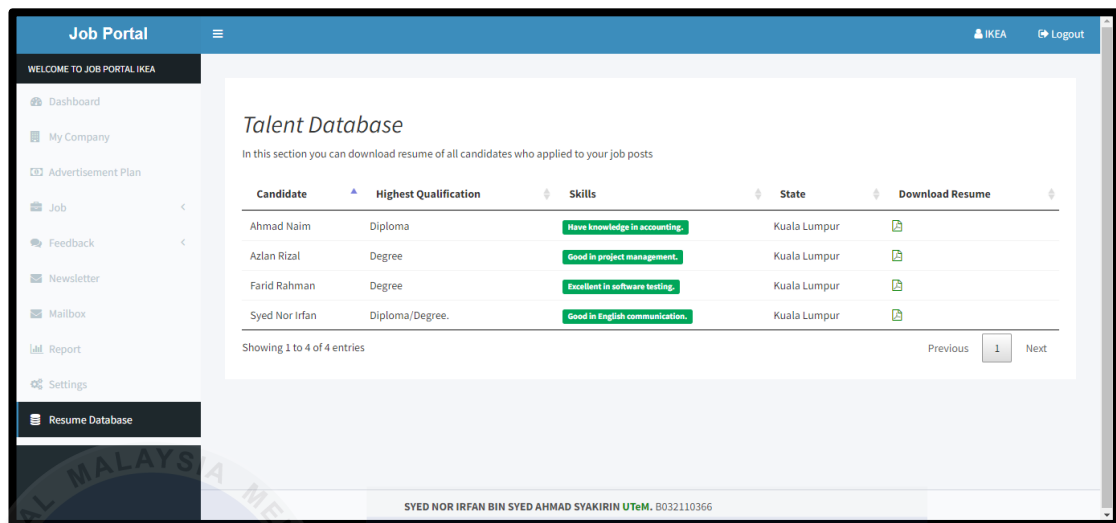 Job Portal
IKEA Logout
WELCOME TO JOB PORTAL IKEA
Dashboard
My Company
Advertisement Plan
Job
Feedback
Newsletter
Mailbox
Report
Settings
Resume Database
Talent Database
In this section you can download resume of all candidates who applied to your job posts
Candidate Highest Qualification Skills State Download Resume
Ahmad Naim Diploma Have knowledge in accounting. Kuala Lumpur
Azlan Rizal Degree Good in project management. Kuala Lumpur
Farid Rahman Degree Excellent in software testing. Kuala Lumpur
Syed Nor Irfan Diploma/Degree. Good in English communication. Kuala Lumpur
Showing 1 to 4 of 4 entries
Previous 1 Next
SYED NOR IRFAN BIN SYED AHMAD SYAKIRIN UTeM. B032110366
MALAYSIA